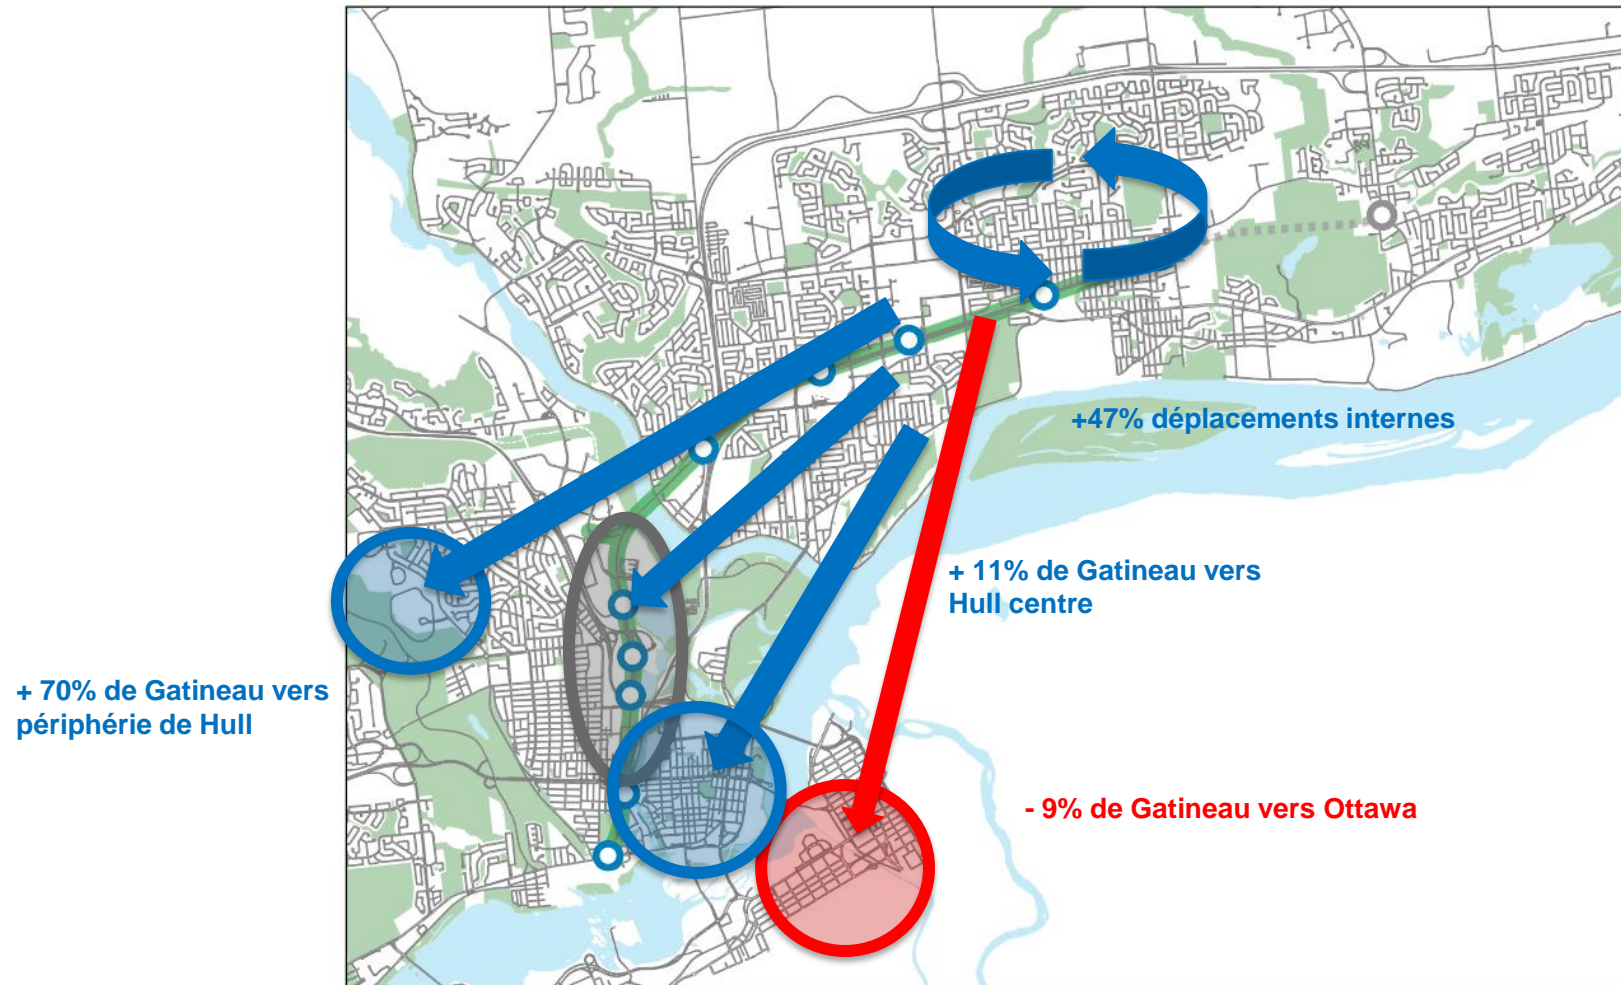 +47% déplacements internes
+ 11% de Gatineau vers
Hull centre
+ 70% de Gatineau vers
périphérie de Hull
- 9% de Gatineau vers Ottawa